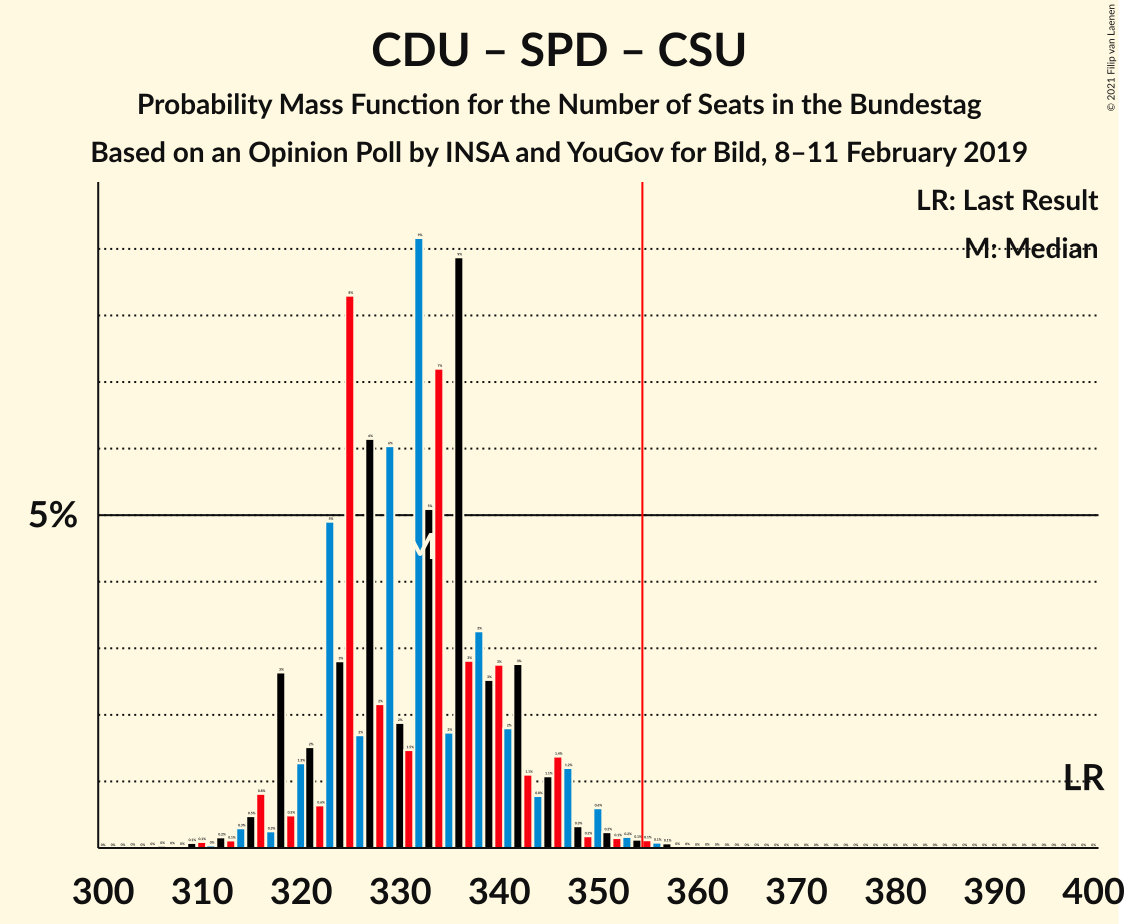 CDU – SPD – CSU
Probability Mass Function for the Number of Seats in the Bundestag
Based on an Opinion Poll by INSA and YouGov for Bild, 8–11 February 2019
© 2021 Filip van Laenen
LR: Last Result
M: Median
5%
M
LR
300 310 320 330 340 350 360 370 380 390 400